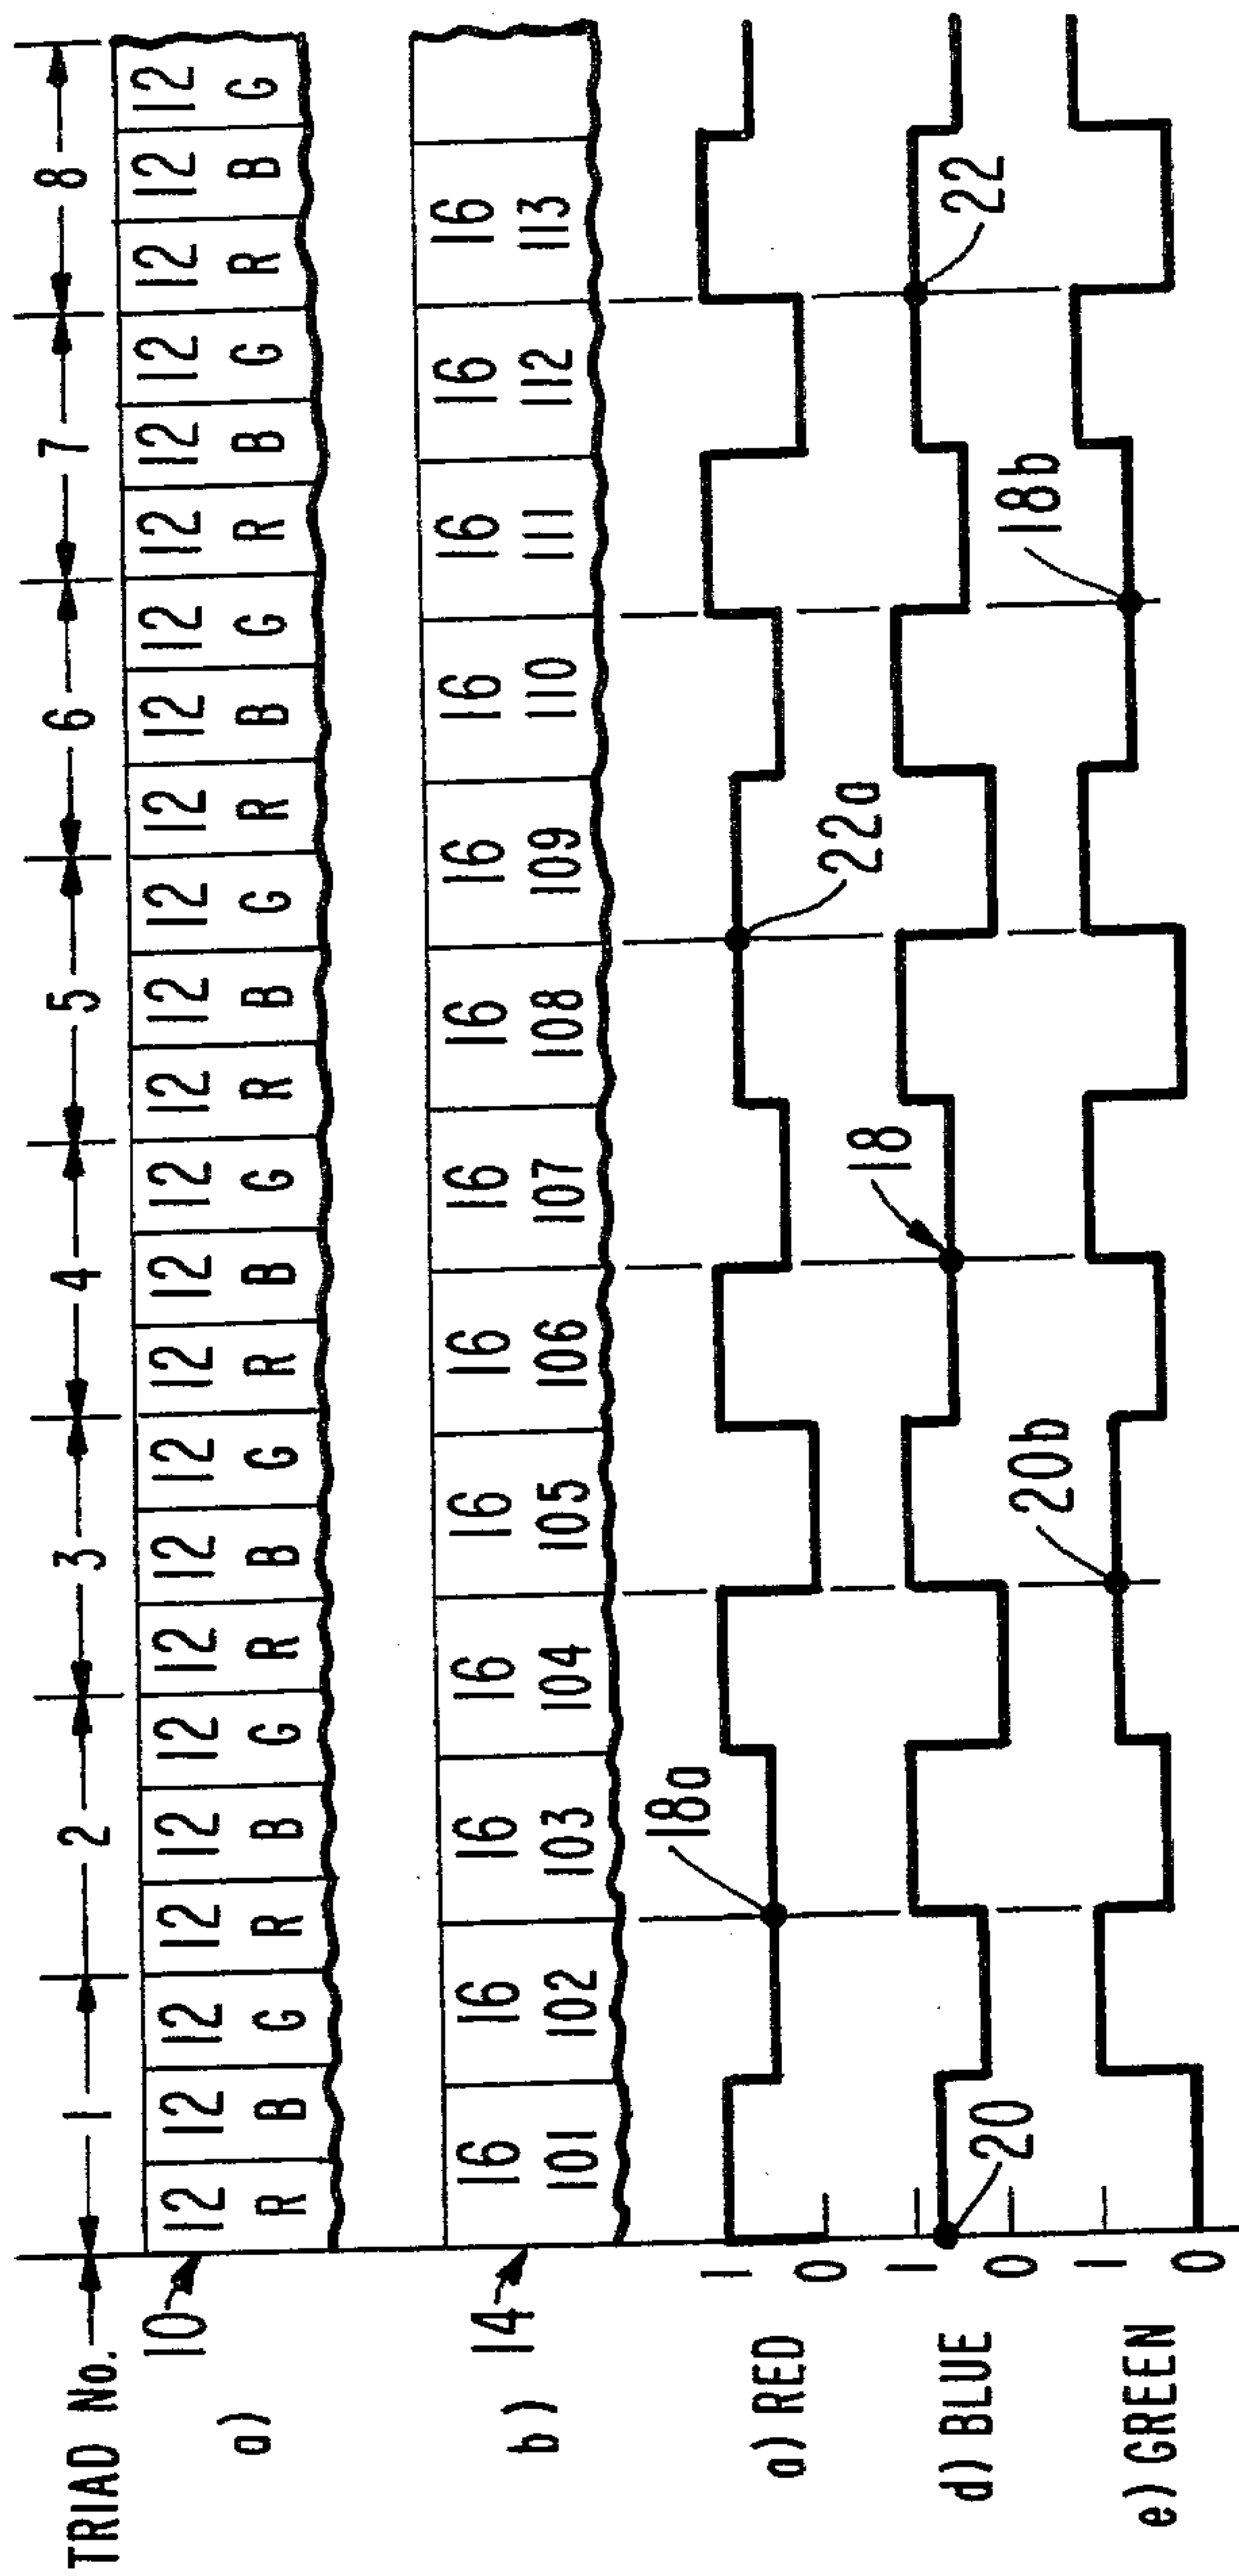 TRIAD No. 1 2 3 4 5 6 7 8
10
12 12 12 12 12 12 12 12 12 12 12 12 12 12 12 12 12 12 12 12 12 12 12 12
a) R B G R B G R B G R B G R B G R B G R B G R B G
14
16 16 16 16 16 16 16 16 16 16 16 16 16
b) 101 102 103 104 105 106 107 108 109 110 111 112 113
18a
22a
a) RED 1 0
20
18
22
d) BLUE 1 0
20b
18b
e) GREEN 1 0